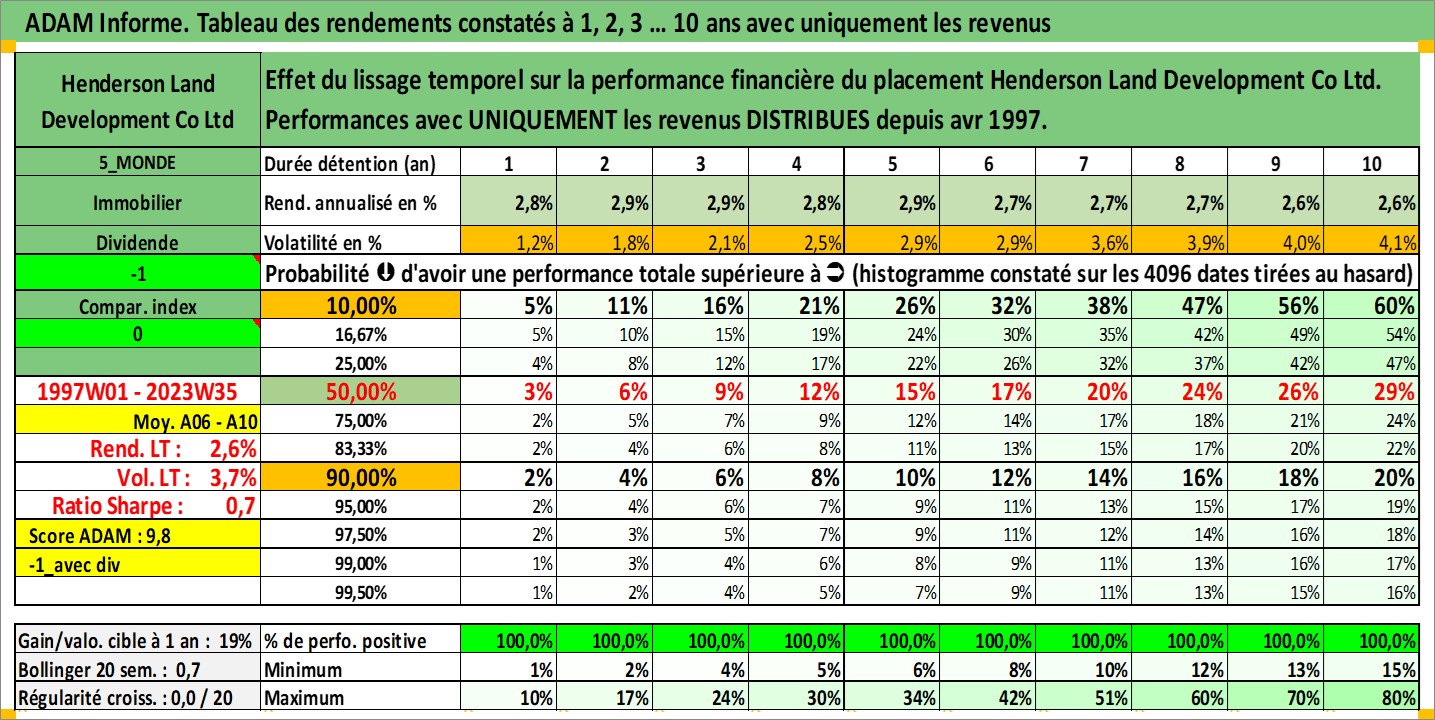 ADAM Informe. Tableau des rendements constatés à 1, 2, 3 ... 10 ans avec uniquement les revenus
Henderson Land Development Co Ltd
Effet du lissage temporel sur la performance financière du placement Henderson Land Development Co Ltd.
Performances avec UNIQUEMENT les revenus DISTRIBUES depuis avr 1997.
5_MONDE Durée détention (an) 1 2 3 4 5 6 7 8 9 10
Immobilier Rend. annualisé en % 2,8% 2,9% 2,9% 2,8% 2,9% 2,7% 2,7% 2,7% 2,6% 2,6%
Dividende Volatilité en % 1,2% 1,8% 2,1% 2,5% 2,9% 2,9% 3,6% 3,9% 4,0% 4,1%
-1 Probabilité d'avoir une performance totale supérieure à (histogramme constaté sur les 4096 dates tirées au hasard)
Compar. index 10,00% 5% 11% 16% 21% 26% 32% 38% 47% 56% 60%
0 16,67% 5% 10% 15% 19% 24% 30% 35% 42% 49% 54%
25,00% 4% 8% 12% 17% 22% 26% 32% 37% 42% 47%
1997W01 - 2023W35 50,00% 3% 6% 9% 12% 15% 17% 20% 24% 26% 29%
Moy. A06 - A10 75,00% 2% 5% 7% 9% 12% 14% 17% 18% 21% 24%
Rend. LT : 2,6% 83,33% 2% 4% 6% 8% 11% 13% 15% 17% 20% 22%
Vol. LT : 3,7% 90,00% 2% 4% 6% 8% 10% 12% 14% 16% 18% 20%
Ratio Sharpe : 0,7 95,00% 2% 4% 6% 7% 9% 11% 13% 15% 17% 19%
Score ADAM : 9,8 97,50% 2% 3% 5% 7% 9% 11% 12% 14% 16% 18%
-1_avec div 99,00% 1% 3% 4% 6% 8% 9% 11% 13% 16% 17%
99,50% 1% 2% 4% 5% 7% 9% 11% 13% 15% 16%
Gain/valo. cible à 1 an : 19% % de perfo. positive 100,0% 100,0% 100,0% 100,0% 100,0% 100,0% 100,0% 100,0% 100,0% 100,0%
Bollinger 20 sem. : 0,7 Minimum 1% 2% 4% 5% 6% 8% 10% 12% 13% 15%
Régularité croiss. : 0,0 / 20 Maximum 10% 17% 24% 30% 34% 42% 51% 60% 70% 80%